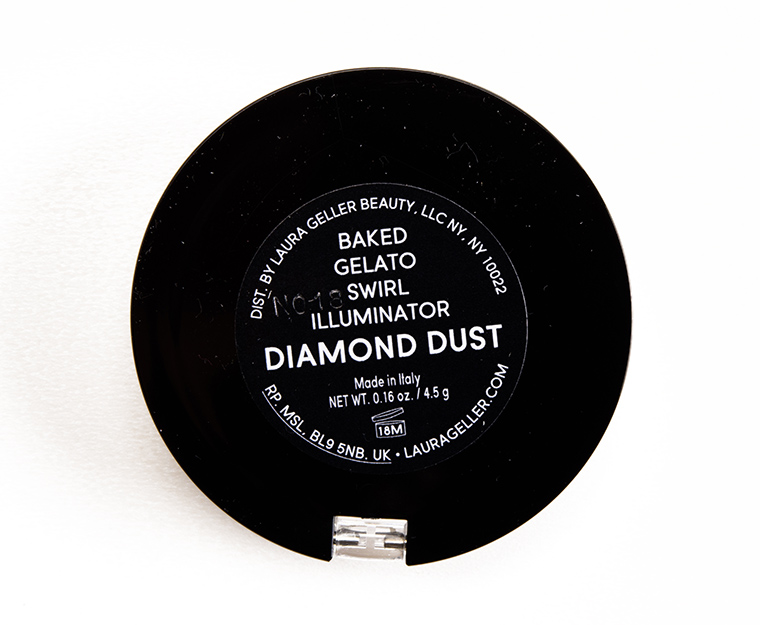 DIST. BY LAURA GELLER BEAUTY, LLC NY, NY 10022
BAKED
GELATO
SWIRL
ILLUMINATOR
DIAMOND DUST
Made in Italy
NET WT. 0.16 oz. / 4.5 g
18M
RP. MSL, BL9 5NB, UK • LAURAGELLER.COM